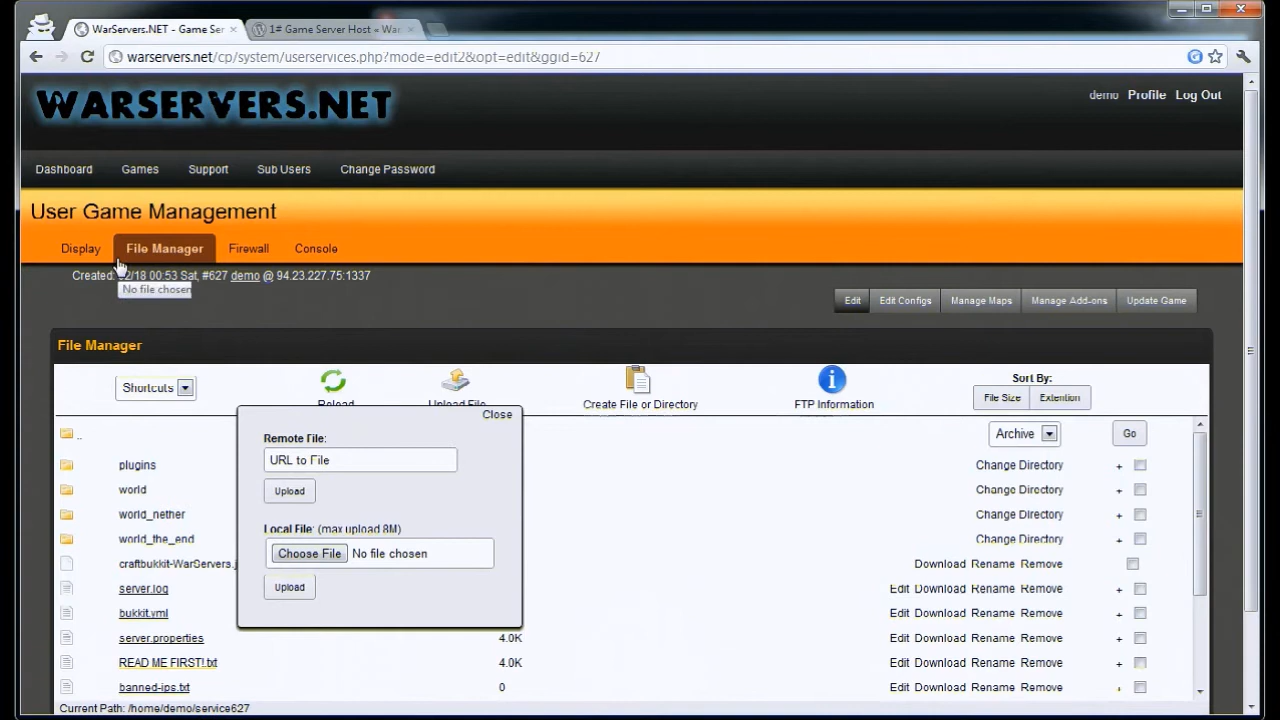 WarServers.NET - Game Ser
1# Game Server Host « War
warservers.net/cp/system/userservices.php?mode=edit2&opt=edit&ggid=627
WARSERVERS.NET
demo Profile Log Out
Dashboard Games Support Sub Users Change Password
User Game Management
Display File Manager Firewall Console
Created: 02/18 00:53 Sat, #627 demo @ 94.23.227.75:1337
No file chosen
Edit Edit Configs Manage Maps Manage Add-ons Update Game
File Manager
Shortcuts
Reload Upload File Create File or Directory FTP Information
Sort By:
File Size Extention
Close
Remote File:
URL to File
Upload
Local File: (max upload 8M)
Choose File No file chosen
Upload
..
Archive Go
plugins Change Directory +
world Change Directory +
world_nether Change Directory +
world_the_end Change Directory +
craftbukkit-WarServers.j Download Rename Remove
server.log Edit Download Rename Remove +
bukkit.yml Edit Download Rename Remove +
server.properties 4.0K Edit Download Rename Remove +
READ ME FIRST!.txt 4.0K Edit Download Rename Remove +
banned-ips.txt 0 Edit Download Rename Remove +
Current Path: /home/demo/service627